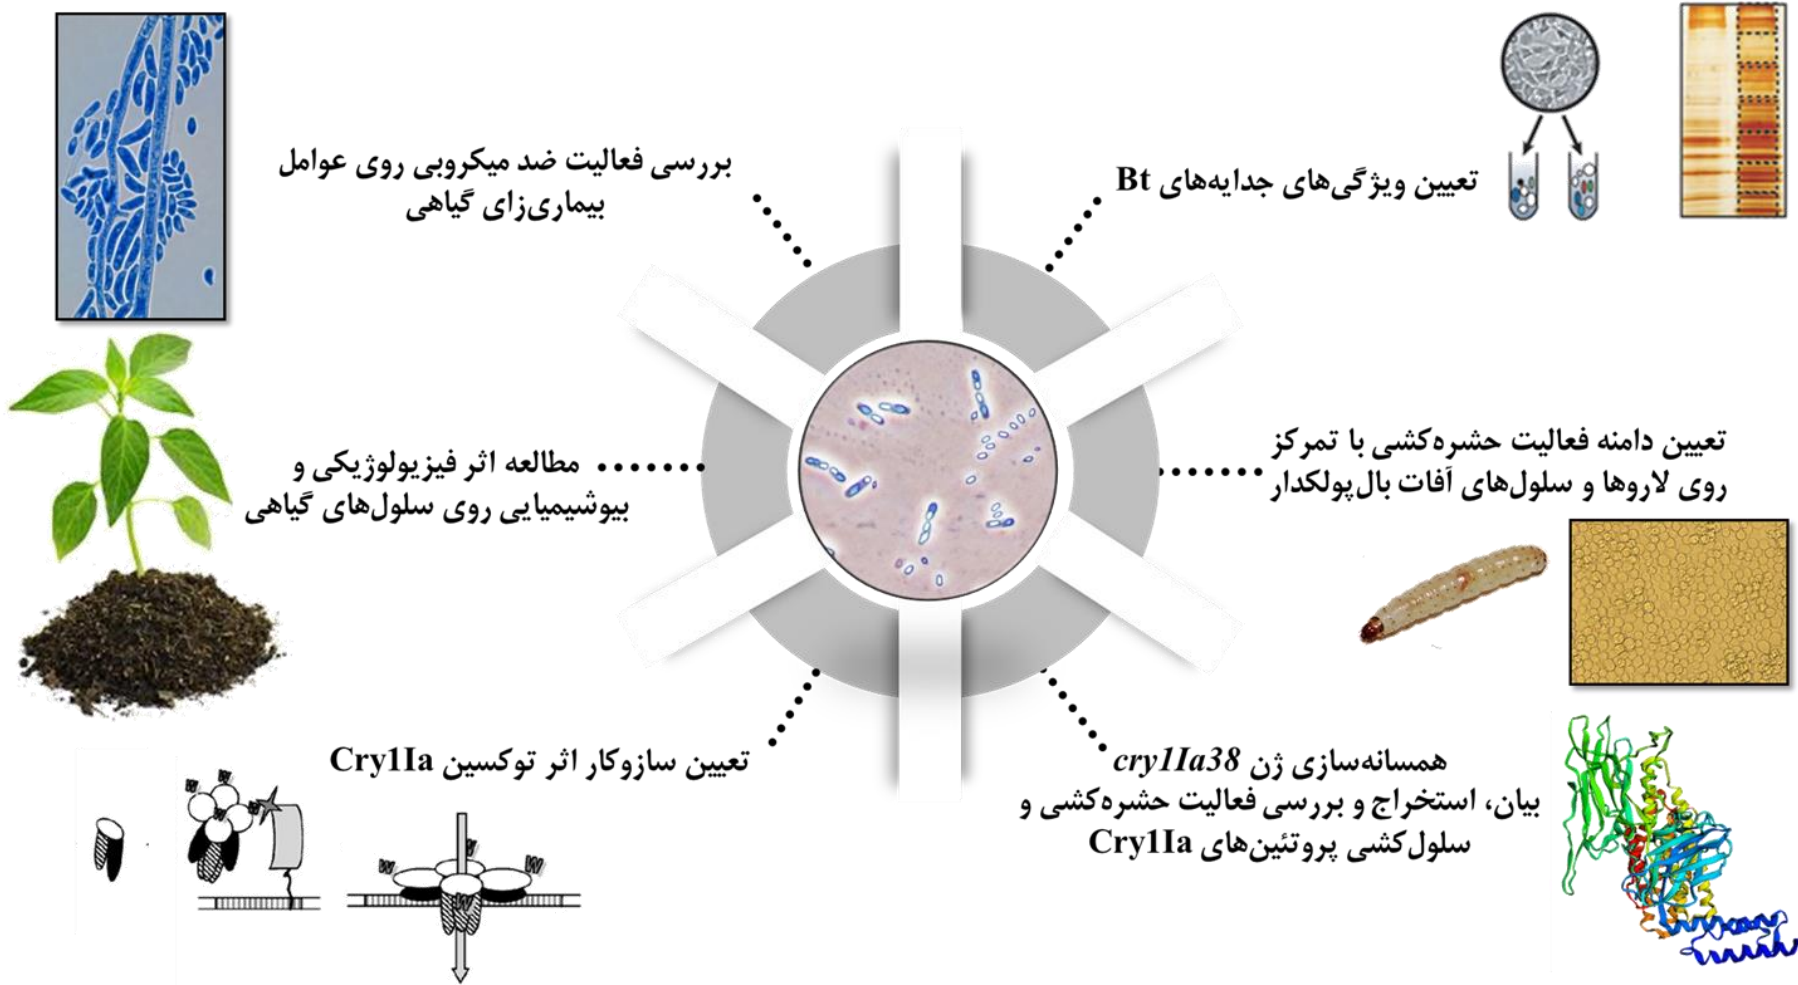 تعیین ویژگی‌های جدایه‌های Bt
تعیین دامنه فعالیت حشره‌کشی با تمرکز
روی لاروها و سلول‌های آفات بال‌پولکدار
همسانه‌سازی ژن cry1Ia38
بیان، استخراج و بررسی فعالیت حشره‌کشی و
سلول‌کشی پروتئین‌های Cry1Ia
بررسی فعالیت ضد میکروبی روی عوامل
بیماری‌زای گیاهی
مطالعه اثر فیزیولوژیکی و
بیوشیمیایی روی سلول‌های گیاهی
تعیین سازوکار اثر توکسین Cry1Ia
W
W
W
W
W
W
W
W